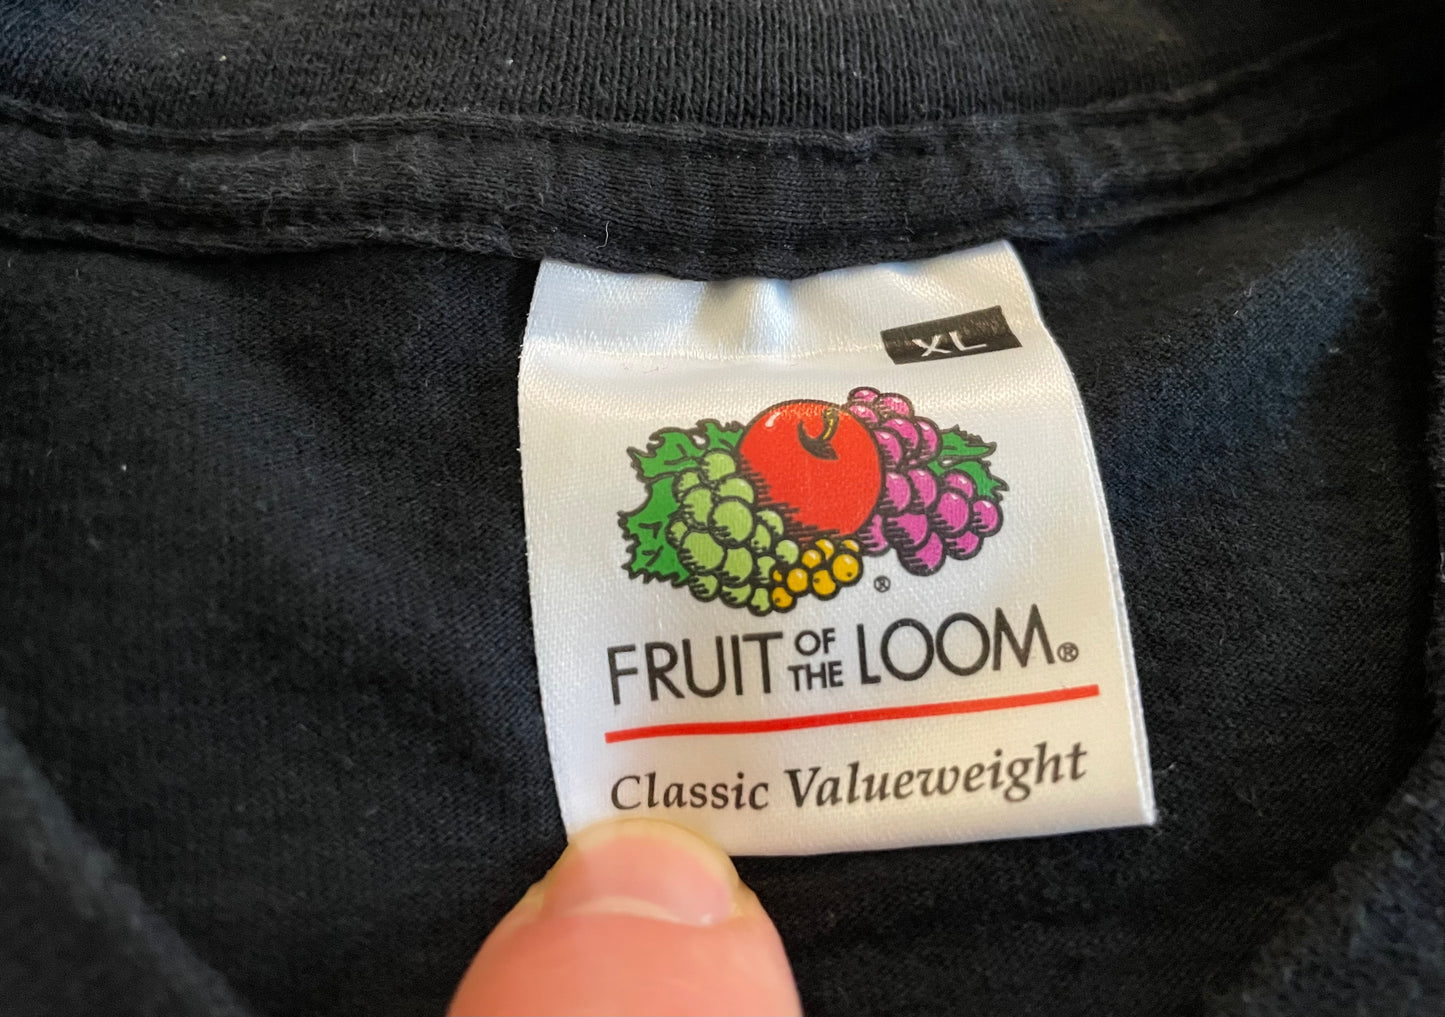 XL
®
FRUIT OF THE LOOM®
Classic Valueweight